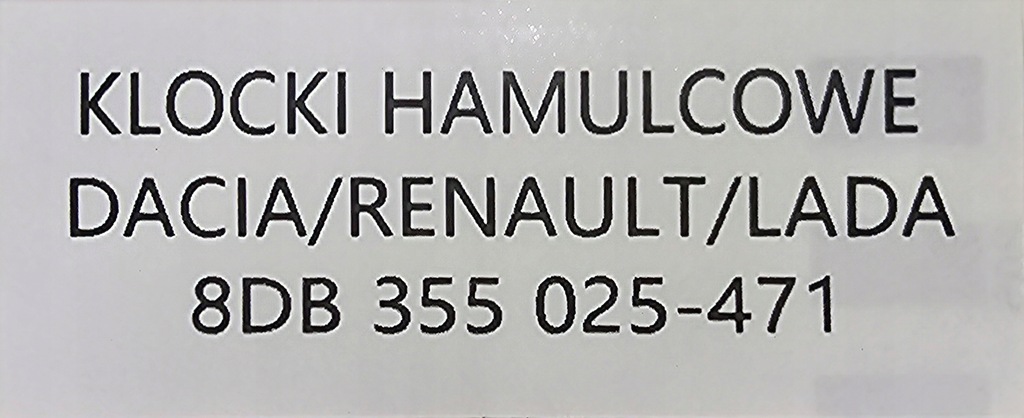 KLOCKI HAMULCOWE
DACIA/RENAULT/LADA
8DB 355 025-471